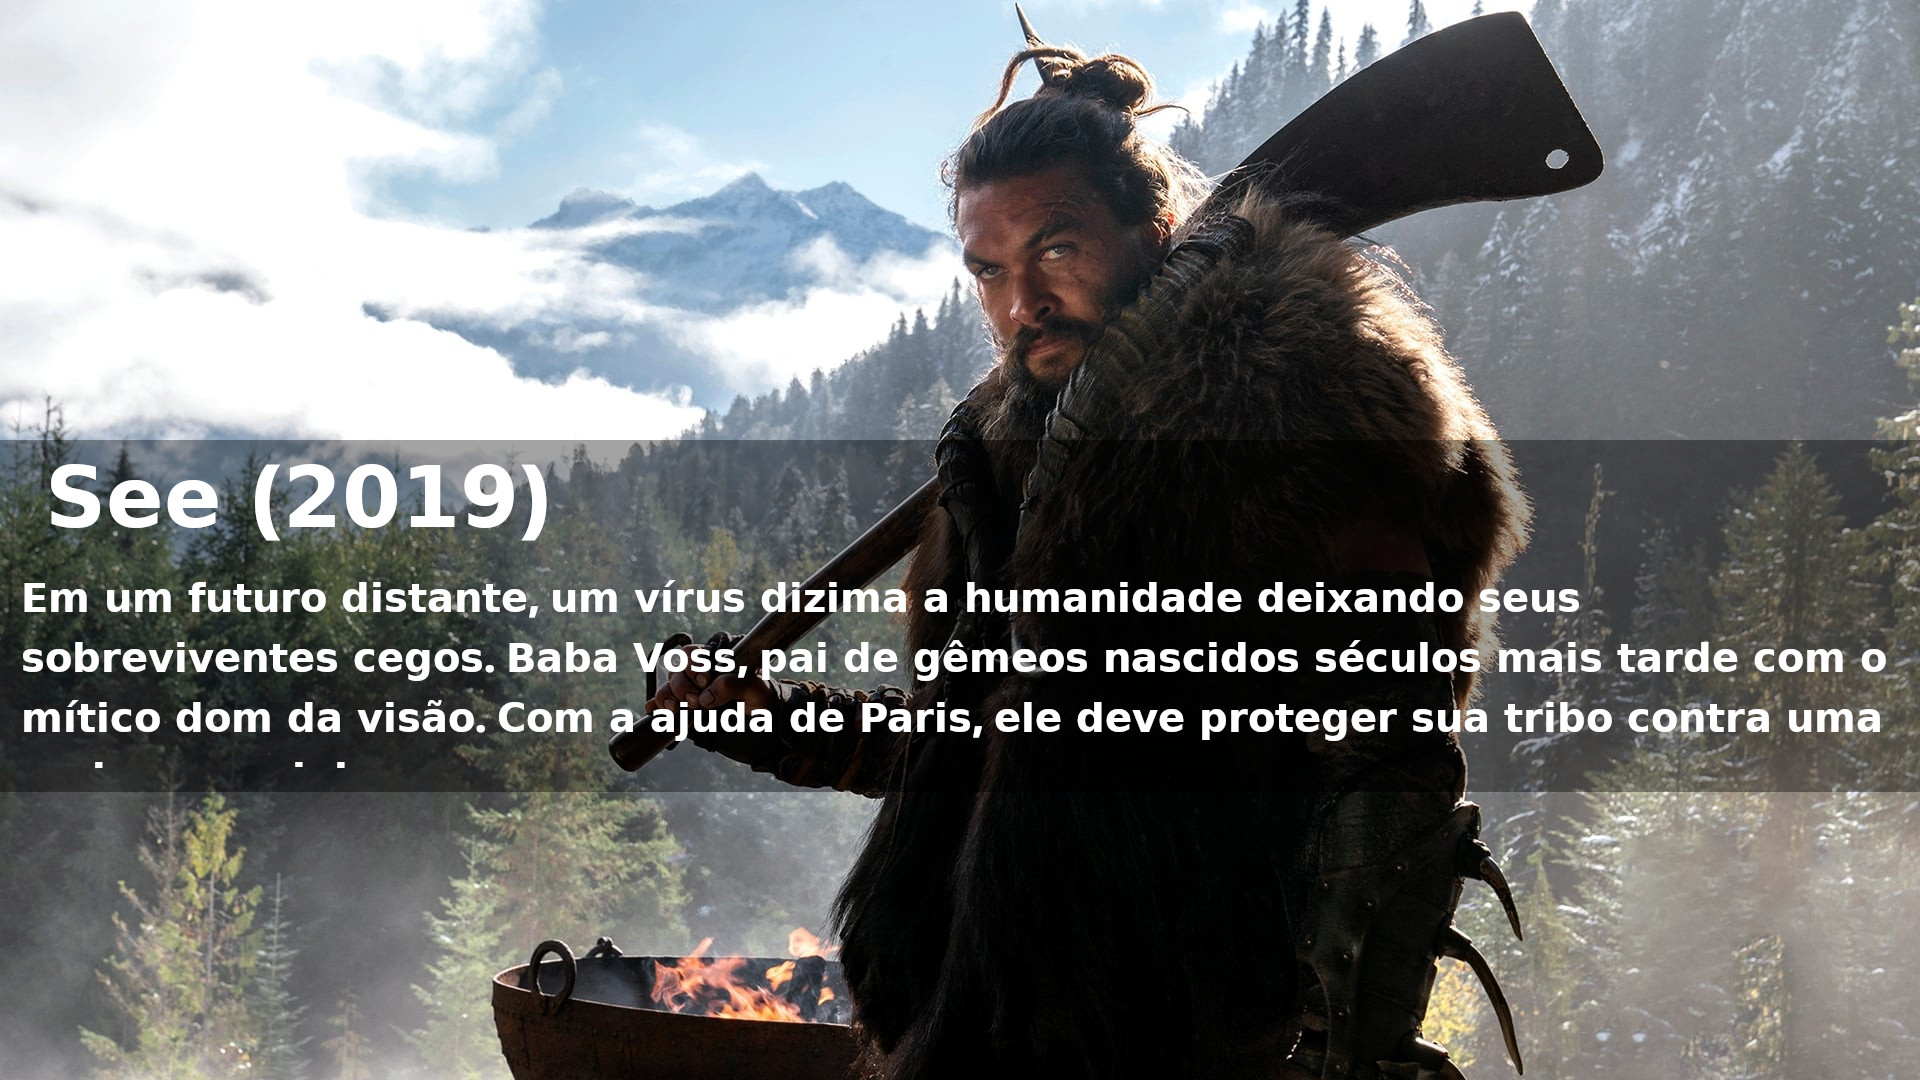 See (2019)
Em um futuro distante, um vírus dizima a humanidade deixando seus
sobreviventes cegos. Baba Voss, pai de gêmeos nascidos séculos mais tarde com o
mítico dom da visão. Com a ajuda de Paris, ele deve proteger sua tribo contra uma